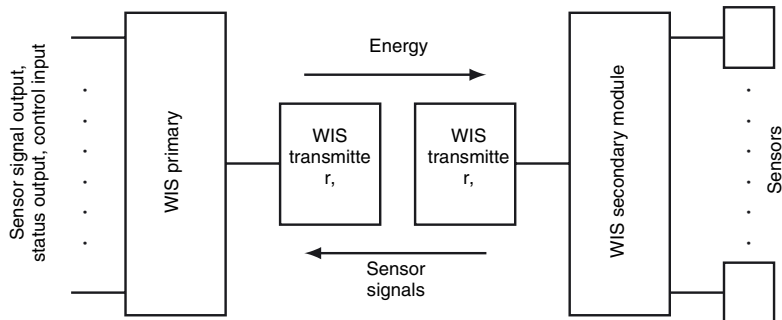 Sensor signal output,
status output, control input
WIS primary
Energy
WIS
transmitte
r,
WIS
transmitte
r,
Sensor
signals
WIS secondary module
Sensors